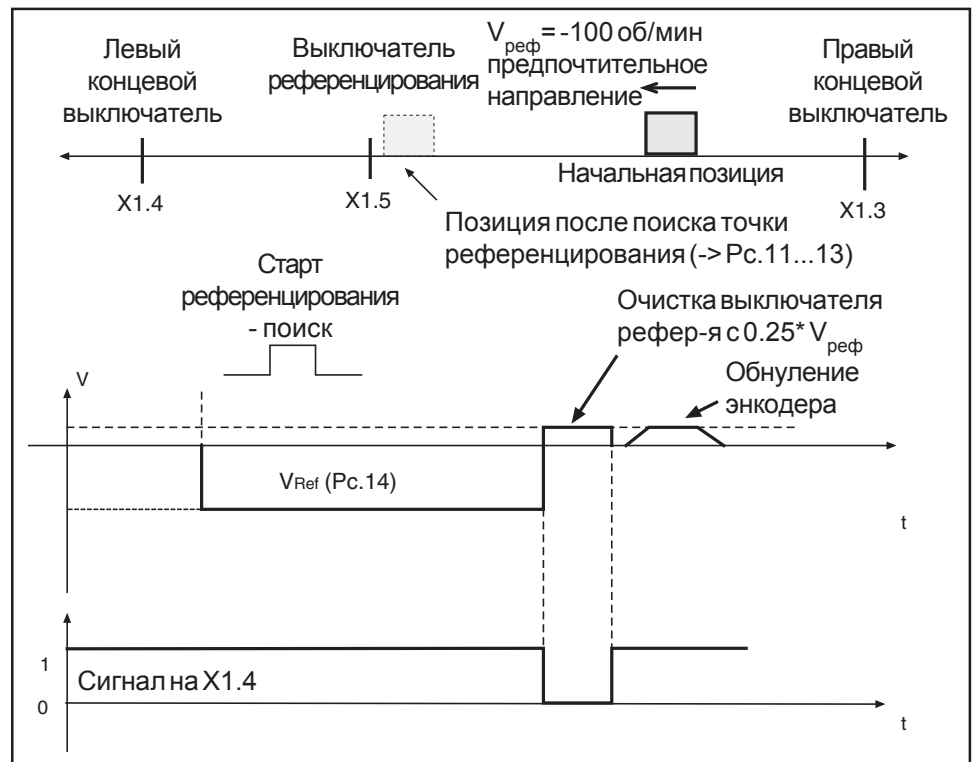 Левый
концевой
выключатель
Выключатель
референцирования
Vреф = -100 об/мин
предпочтительное
направление
Правый
концевой
выключатель
Начальная позиция
X1.4
X1.5
X1.3
Позиция после поиска точки
референцирования (-> Pc.11...13)
Старт
референцирования
- поиск
Очистка выключателя
рефер-я с 0.25* Vреф
Обнуление
энкодера
V
VRef (Pc.14)
t
1
Сигнал на X1.4
0
t